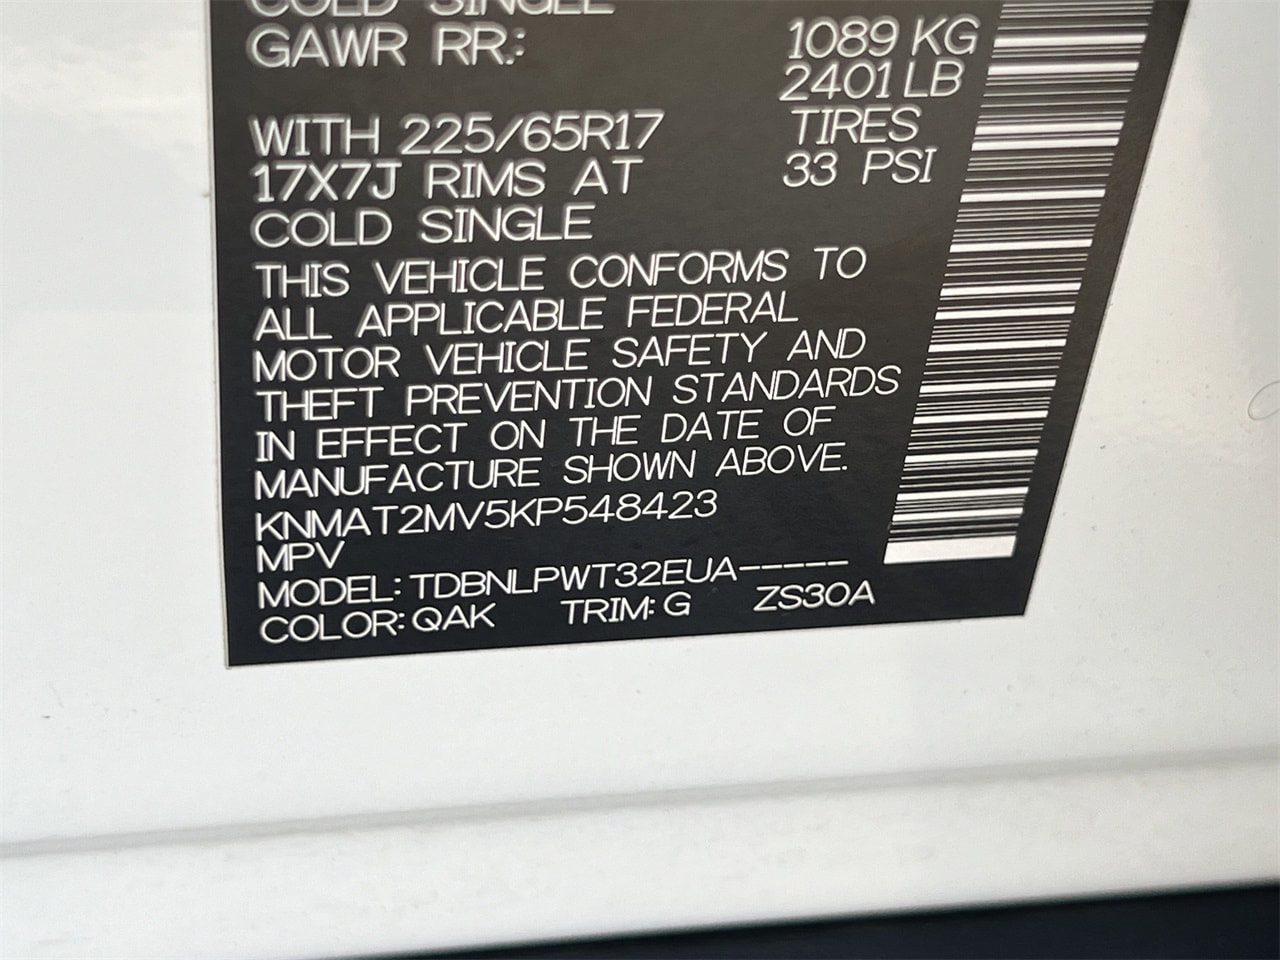 COLD SINGLE
GAWR RR.: 1089 KG
2401 LB
WITH 225/65R17 TIRES
17X7J RIMS AT 33 PSI
COLD SINGLE
THIS VEHICLE CONFORMS TO
ALL APPLICABLE FEDERAL
MOTOR VEHICLE SAFETY AND
THEFT PREVENTION STANDARDS
IN EFFECT ON THE DATE OF
MANUFACTURE SHOWN ABOVE.
KNMAT2MV5KP548423
MPV
MODEL: TDBNLPWT32EUA-----
COLOR: QAK TRIM: G ZS30A